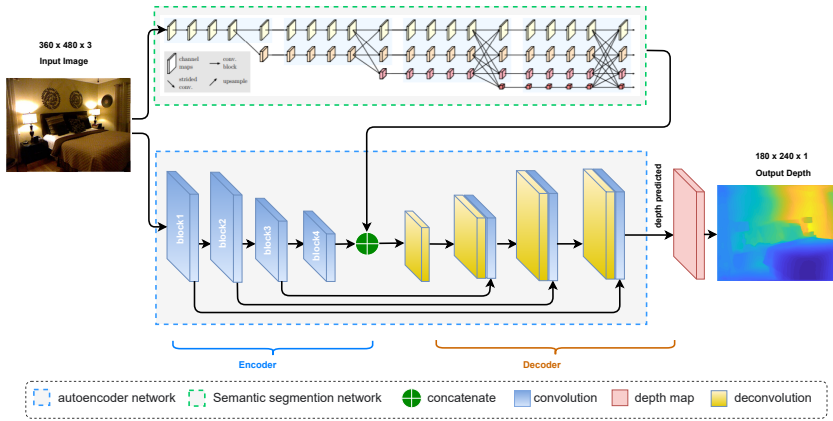 360 x 480 x 3
Input Image
channel maps
conv. block
strided conv.
upsample
180 x 240 x 1
Output Depth
depth predicted
block1
block2
block3
block4
Encoder
Decoder
autoencoder network
Semantic segmention network
concatenate
convolution
depth map
deconvolution